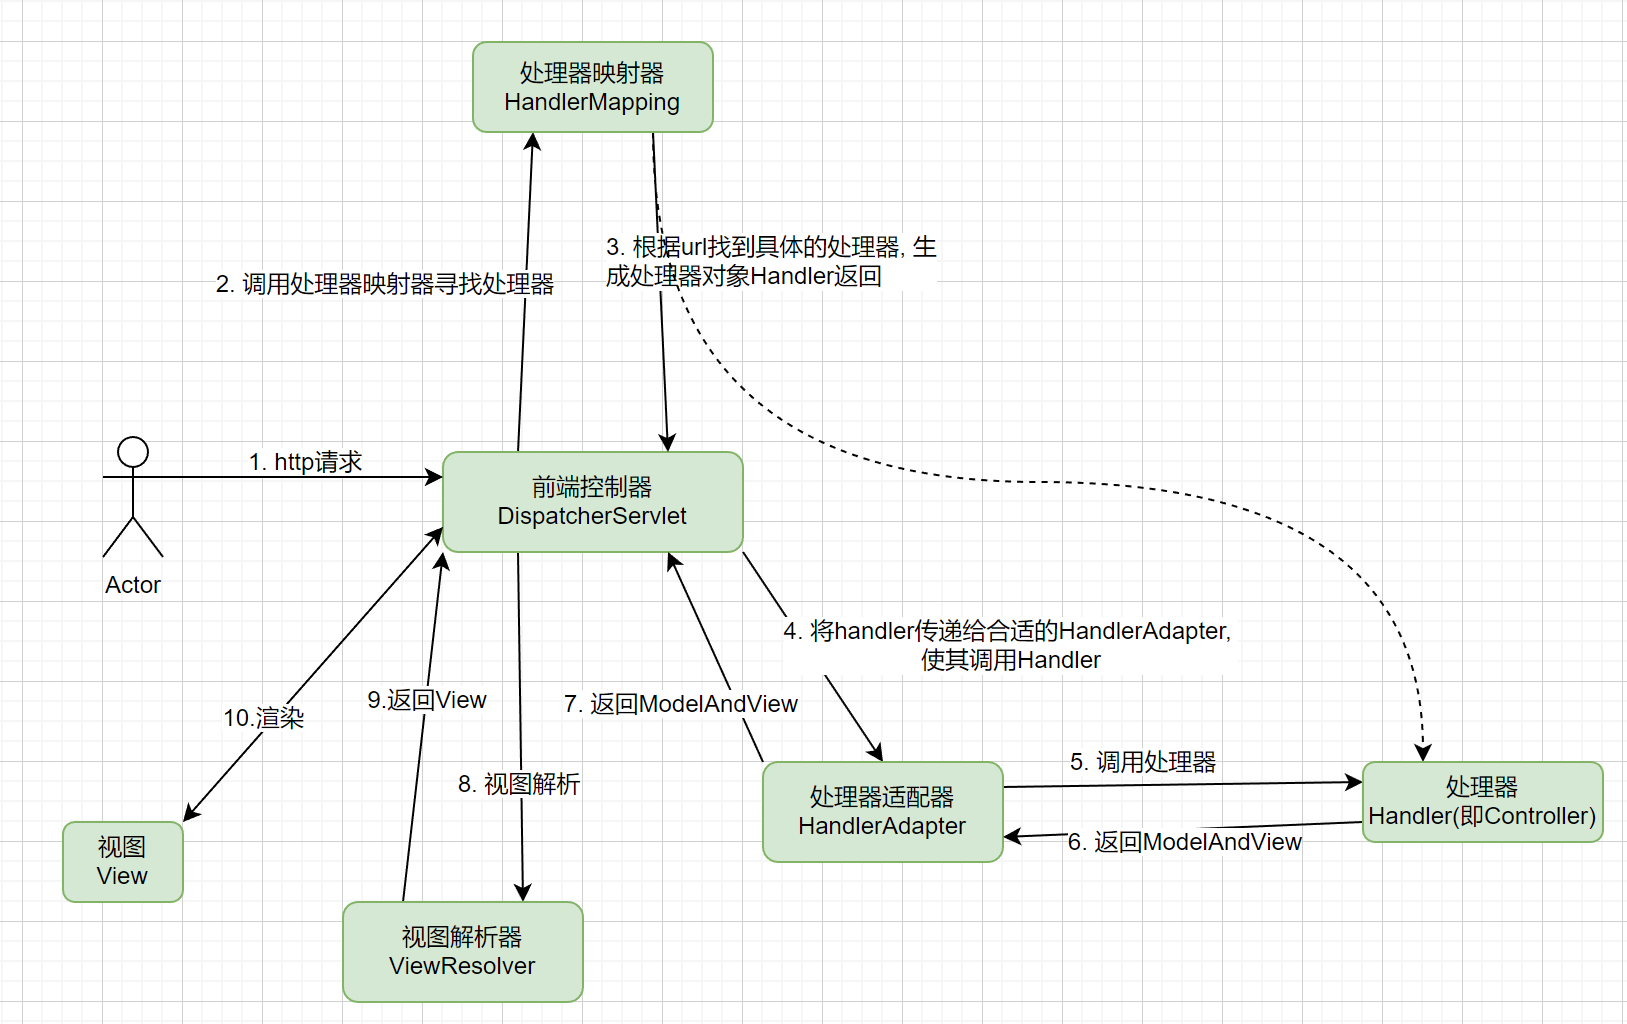 处理器映射器
HandlerMapping
3. 根据url找到具体的处理器, 生
成处理器对象Handler返回
2. 调用处理器映射器寻找处理器
1. http请求
前端控制器
DispatcherServlet
Actor
4. 将handler传递给合适的HandlerAdapter,
使其调用Handler
9.返回View
7. 返回ModelAndView
10.渲染
5. 调用处理器
8. 视图解析
处理器适配器
HandlerAdapter
处理器
Handler(即Controller)
6. 返回ModelAndView
视图
View
视图解析器
ViewResolver